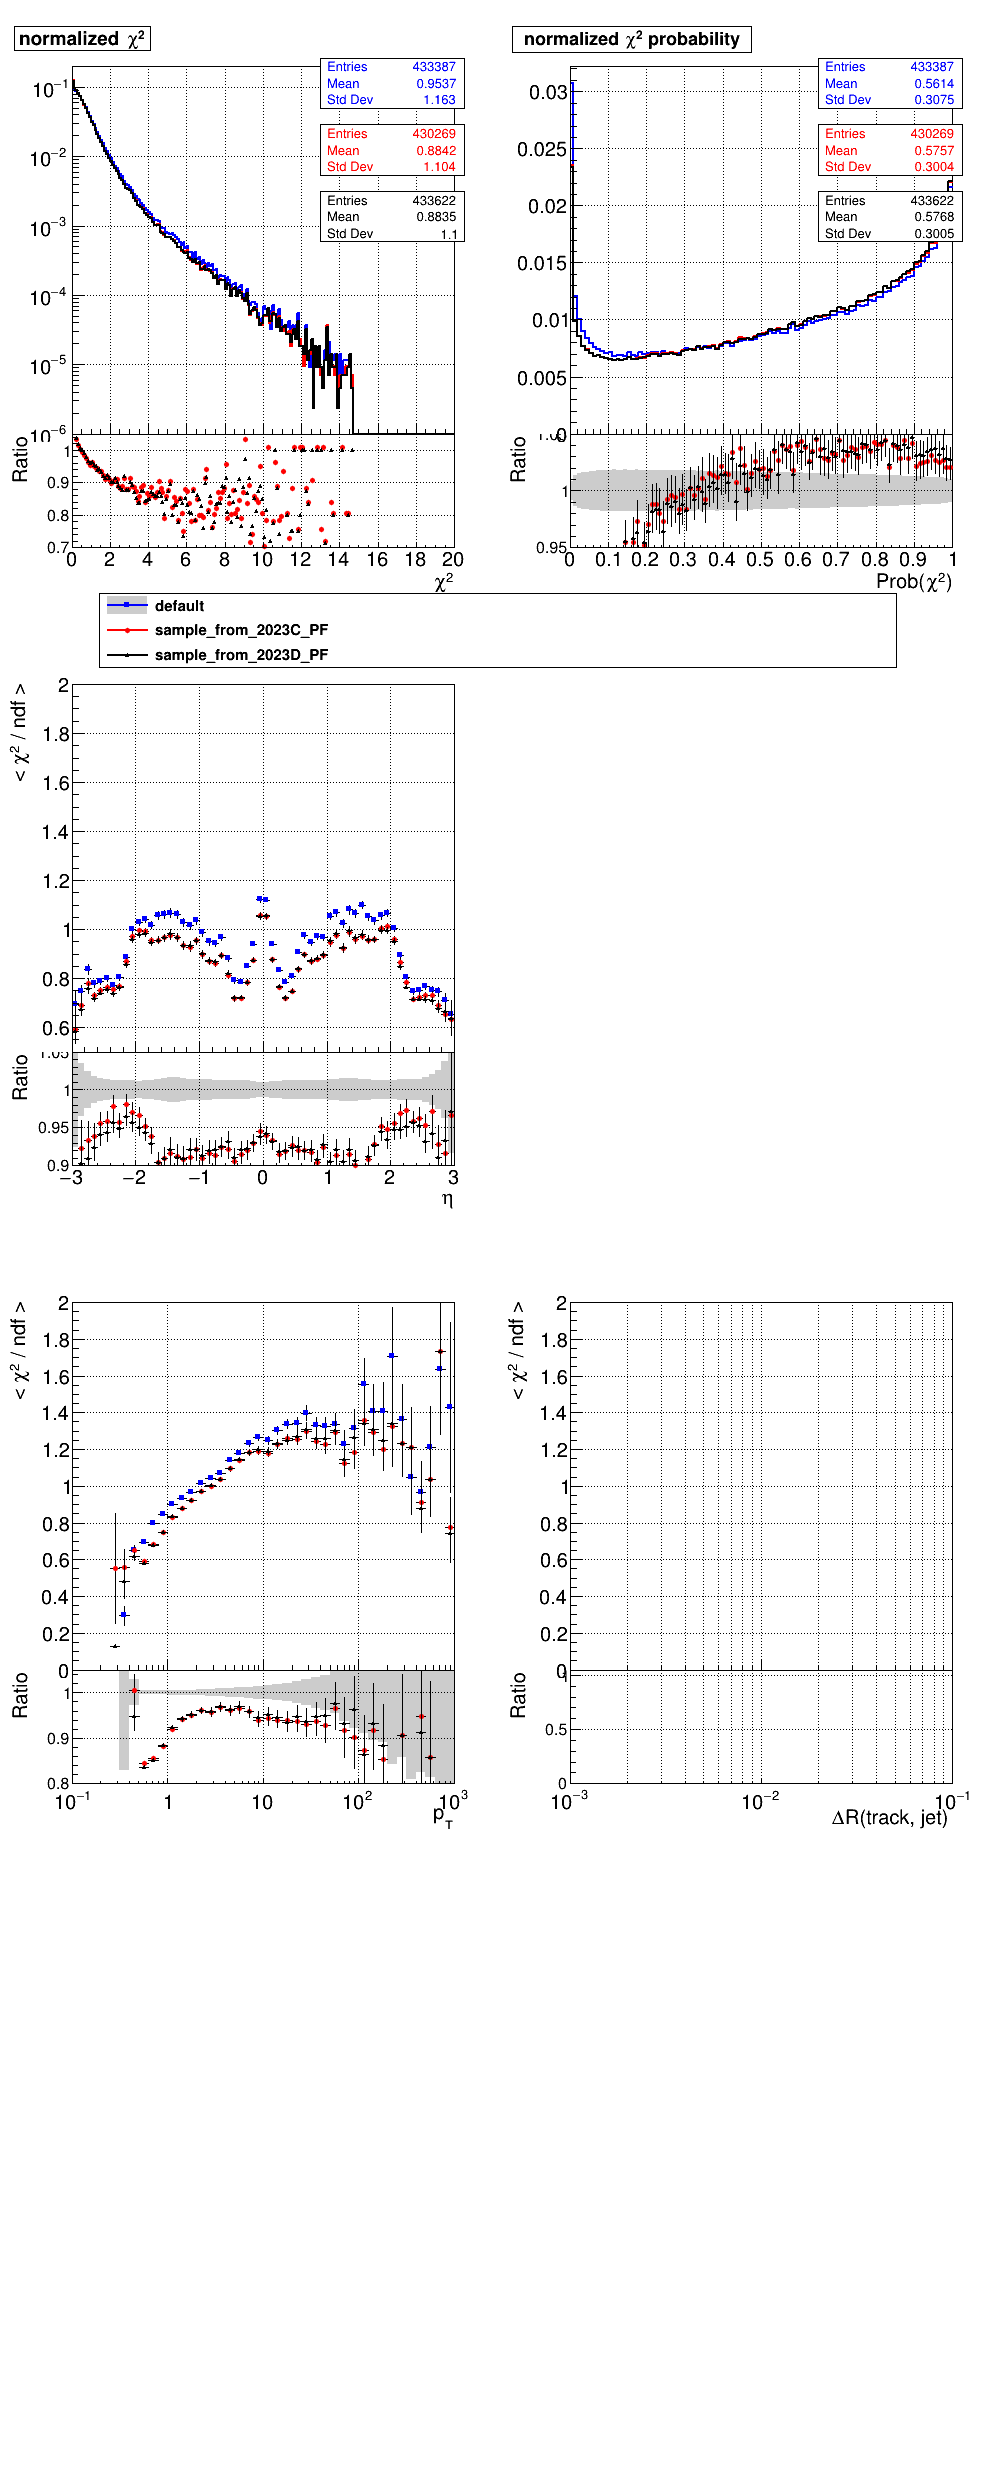 normalized χ²
Entries 433387
Mean 0.9537
Std Dev 1.163
Entries 430269
Mean 0.8842
Std Dev 1.104
Entries 433622
Mean 0.8835
Std Dev 1.1
10⁻¹
10⁻²
10⁻³
10⁻⁴
10⁻⁵
10⁻⁶
Ratio
1
0.9
0.8
0.7
0 2 4 6 8 10 12 14 16 18 20
χ²
normalized χ² probability
Entries 433387
Mean 0.5614
Std Dev 0.3075
Entries 430269
Mean 0.5757
Std Dev 0.3004
Entries 433622
Mean 0.5768
Std Dev 0.3005
0.03
0.025
0.02
0.015
0.01
0.005
0
Ratio
1
0.95
0 0.1 0.2 0.3 0.4 0.5 0.6 0.7 0.8 0.9 1
Prob(χ²)
default
sample_from_2023C_PF
sample_from_2023D_PF
< χ² / ndf >
2
1.8
1.6
1.4
1.2
1
0.8
0.6
Ratio
1.05
1
0.95
0.9
−3 −2 −1 0 1 2 3
η
< χ² / ndf >
2
1.8
1.6
1.4
1.2
1
0.8
0.6
0.4
0.2
0
Ratio
1
0.9
0.8
10⁻¹ 1 10 10² 10³
p_T
< χ² / ndf >
2
1.8
1.6
1.4
1.2
1
0.8
0.6
0.4
0.2
0
Ratio
1
0.5
0
10⁻³ 10⁻² 10⁻¹
ΔR(track, jet)